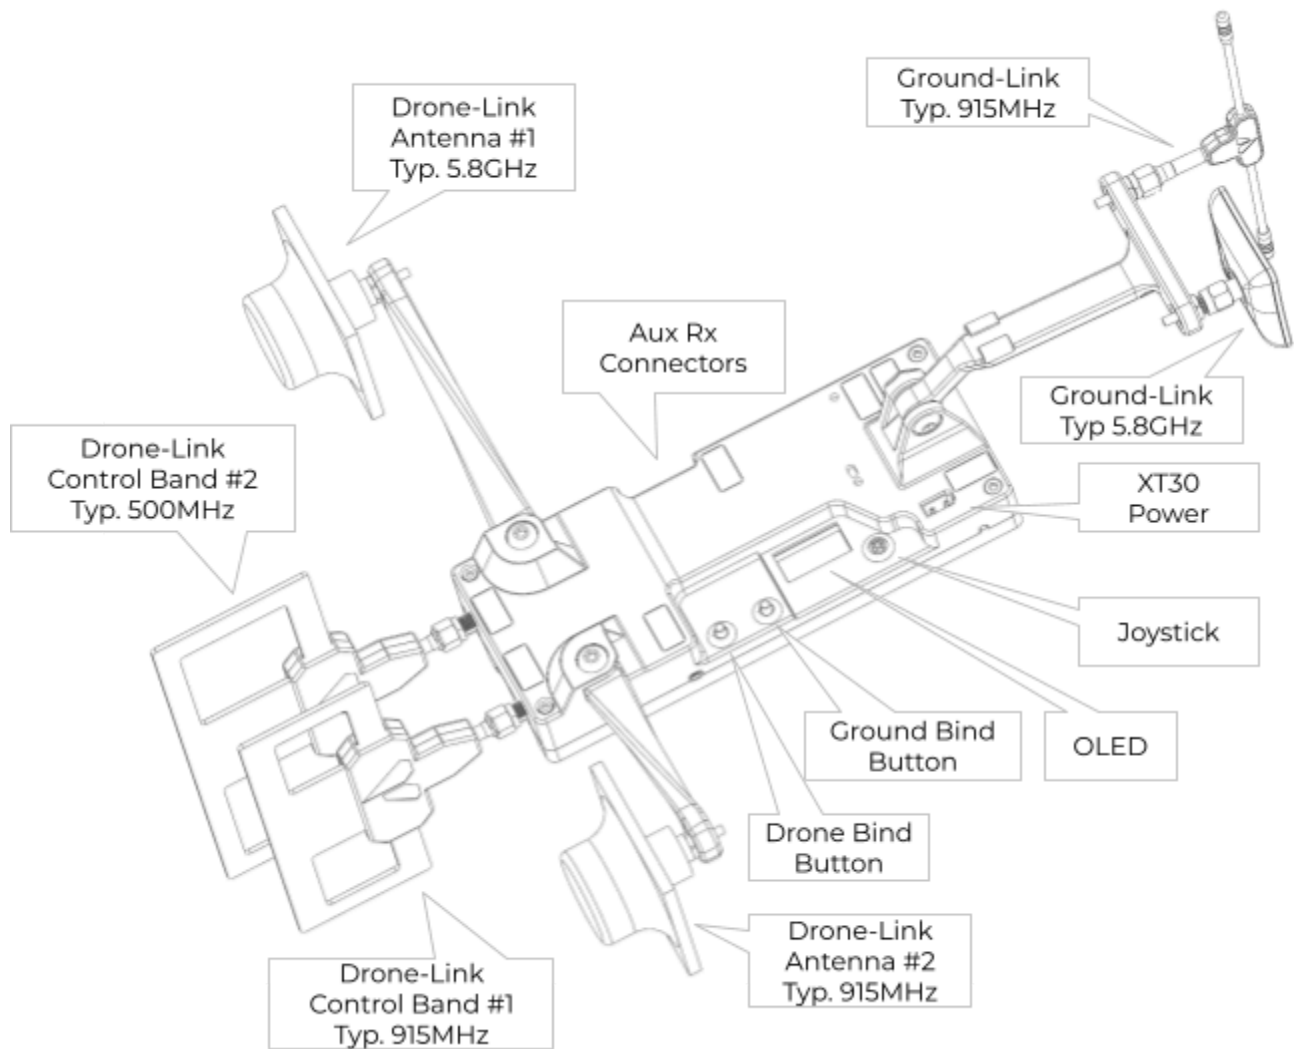 Ground-Link
Typ. 915MHz
Drone-Link
Antenna #1
Typ. 5.8GHz
Aux Rx
Connectors
Ground-Link
Typ 5.8GHz
Drone-Link
Control Band #2
Typ. 500MHz
XT30
Power
Joystick
Ground Bind
Button
OLED
Drone Bind
Button
Drone-Link
Antenna #2
Typ. 915MHz
Drone-Link
Control Band #1
Typ. 915MHz